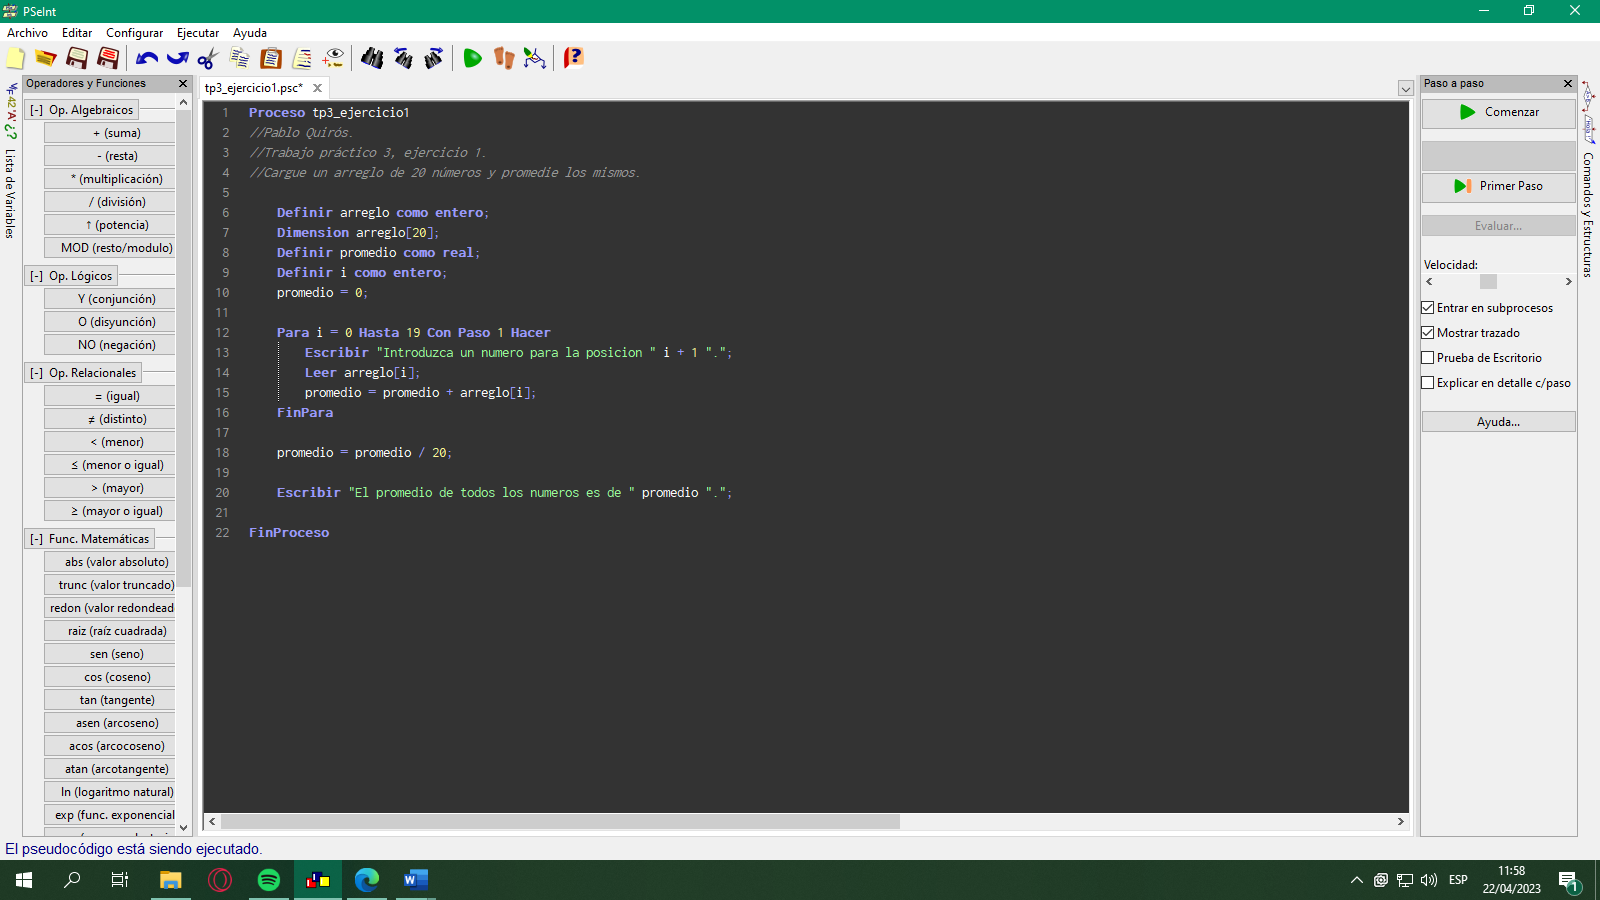 PSeInt
Archivo Editar Configurar Ejecutar Ayuda
Operadores y Funciones
tp3_ejercicio1.psc*
Paso a paso
Lista de Variables
[-] Op. Algebraicos
+ (suma)
- (resta)
* (multiplicación)
/ (división)
↑ (potencia)
MOD (resto/modulo)
[-] Op. Lógicos
Y (conjunción)
O (disyunción)
NO (negación)
[-] Op. Relacionales
= (igual)
≠ (distinto)
< (menor)
≤ (menor o igual)
> (mayor)
≥ (mayor o igual)
[-] Func. Matemáticas
abs (valor absoluto)
trunc (valor truncado)
redon (valor redondead
raiz (raíz cuadrada)
sen (seno)
cos (coseno)
tan (tangente)
asen (arcoseno)
acos (arcocoseno)
atan (arcotangente)
ln (logaritmo natural)
exp (func. exponencial
1 Proceso tp3_ejercicio1
2 //Pablo Quirós.
3 //Trabajo práctico 3, ejercicio 1.
4 //Cargue un arreglo de 20 números y promedie los mismos.
5
6 Definir arreglo como entero;
7 Dimension arreglo[20];
8 Definir promedio como real;
9 Definir i como entero;
10 promedio = 0;
11
12 Para i = 0 Hasta 19 Con Paso 1 Hacer
13 Escribir "Introduzca un numero para la posicion " i + 1 ".";
14 Leer arreglo[i];
15 promedio = promedio + arreglo[i];
16 FinPara
17
18 promedio = promedio / 20;
19
20 Escribir "El promedio de todos los numeros es de " promedio ".";
21
22 FinProceso
Comenzar
Primer Paso
Evaluar...
Velocidad:
Entrar en subprocesos
Mostrar trazado
Prueba de Escritorio
Explicar en detalle c/paso
Ayuda...
Comandos y Estructuras
El pseudocódigo está siendo ejecutado.
ESP
11:58
22/04/2023
1